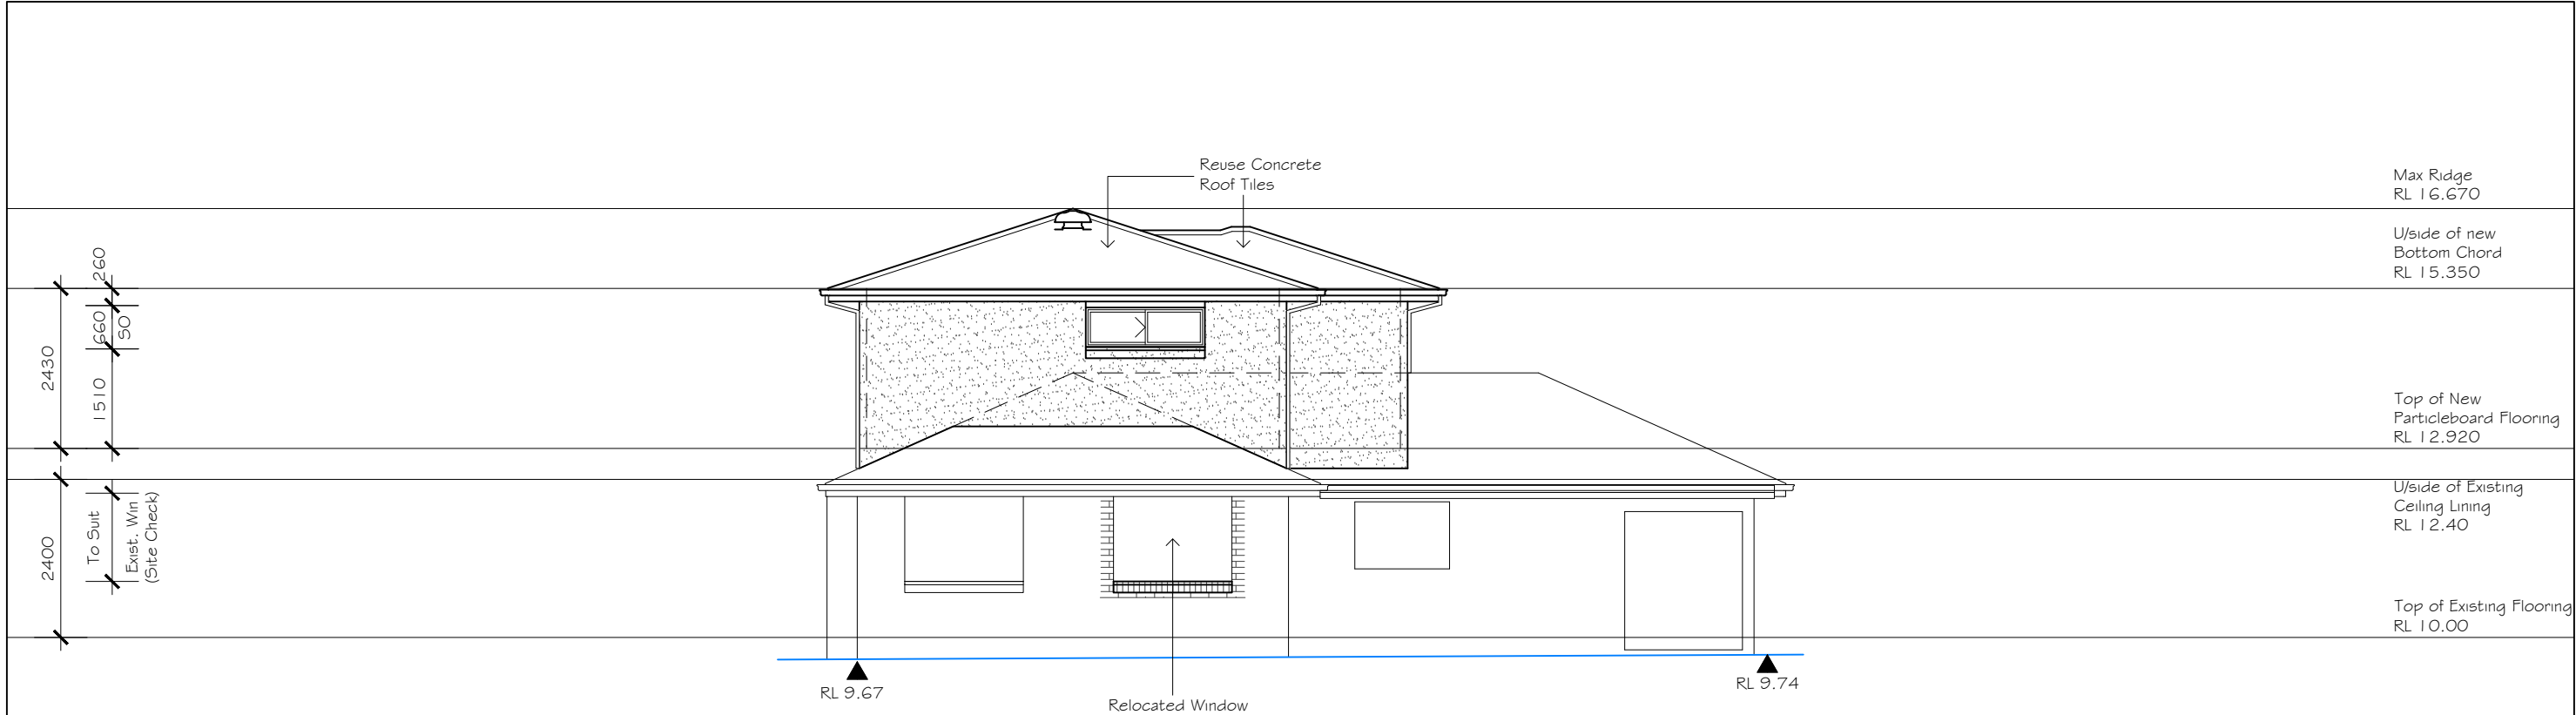 Reuse Concrete
Roof Tiles
Max Ridge
RL 16.670
U/side of new
Bottom Chord
RL 15.350
Top of New
Particleboard Flooring
RL 12.920
U/side of Existing
Ceiling Lining
RL 12.40
Top of Existing Flooring
RL 10.00
260
50
660
1510
2430
2400
To Suit
Exist. Win
(Site Check)
RL 9.67
RL 9.74
Relocated Window